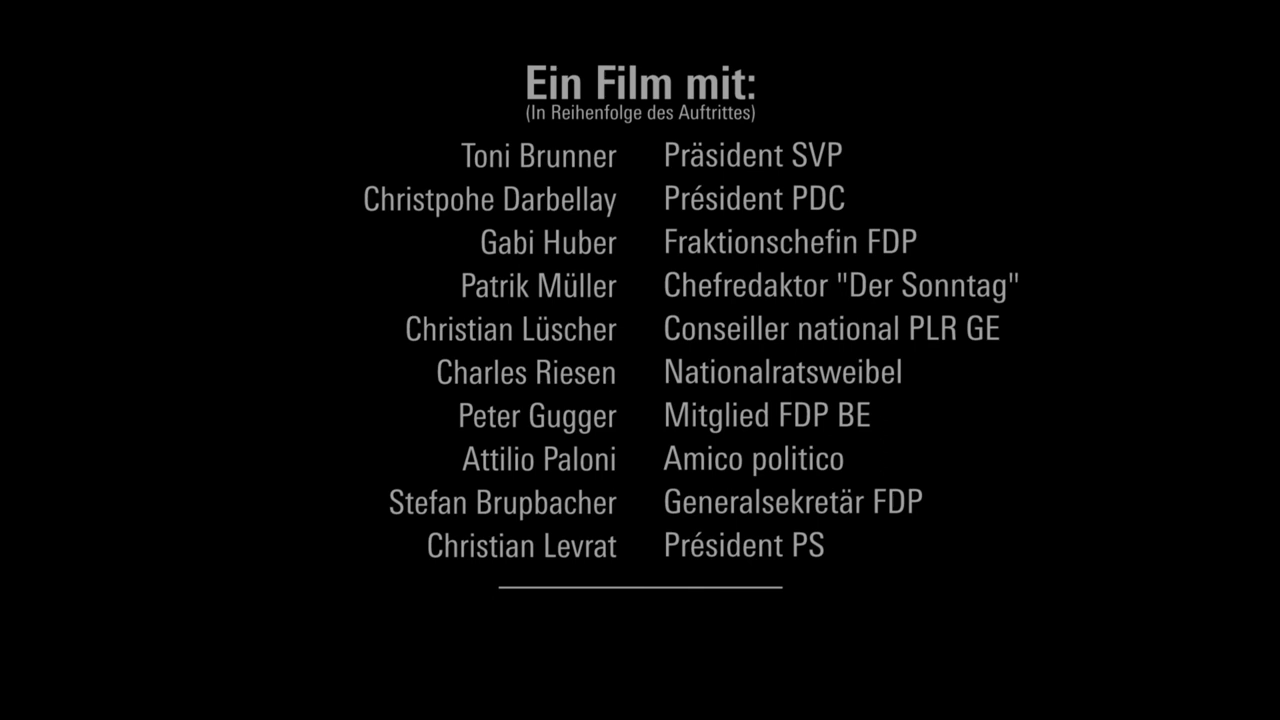 Ein Film mit:
(In Reihenfolge des Auftrittes)
Toni Brunner Präsident SVP
Christpohe Darbellay Président PDC
Gabi Huber Fraktionschefin FDP
Patrik Müller Chefredaktor "Der Sonntag"
Christian Lüscher Conseiller national PLR GE
Charles Riesen Nationalratsweibel
Peter Gugger Mitglied FDP BE
Attilio Paloni Amico politico
Stefan Brupbacher Generalsekretär FDP
Christian Levrat Président PS